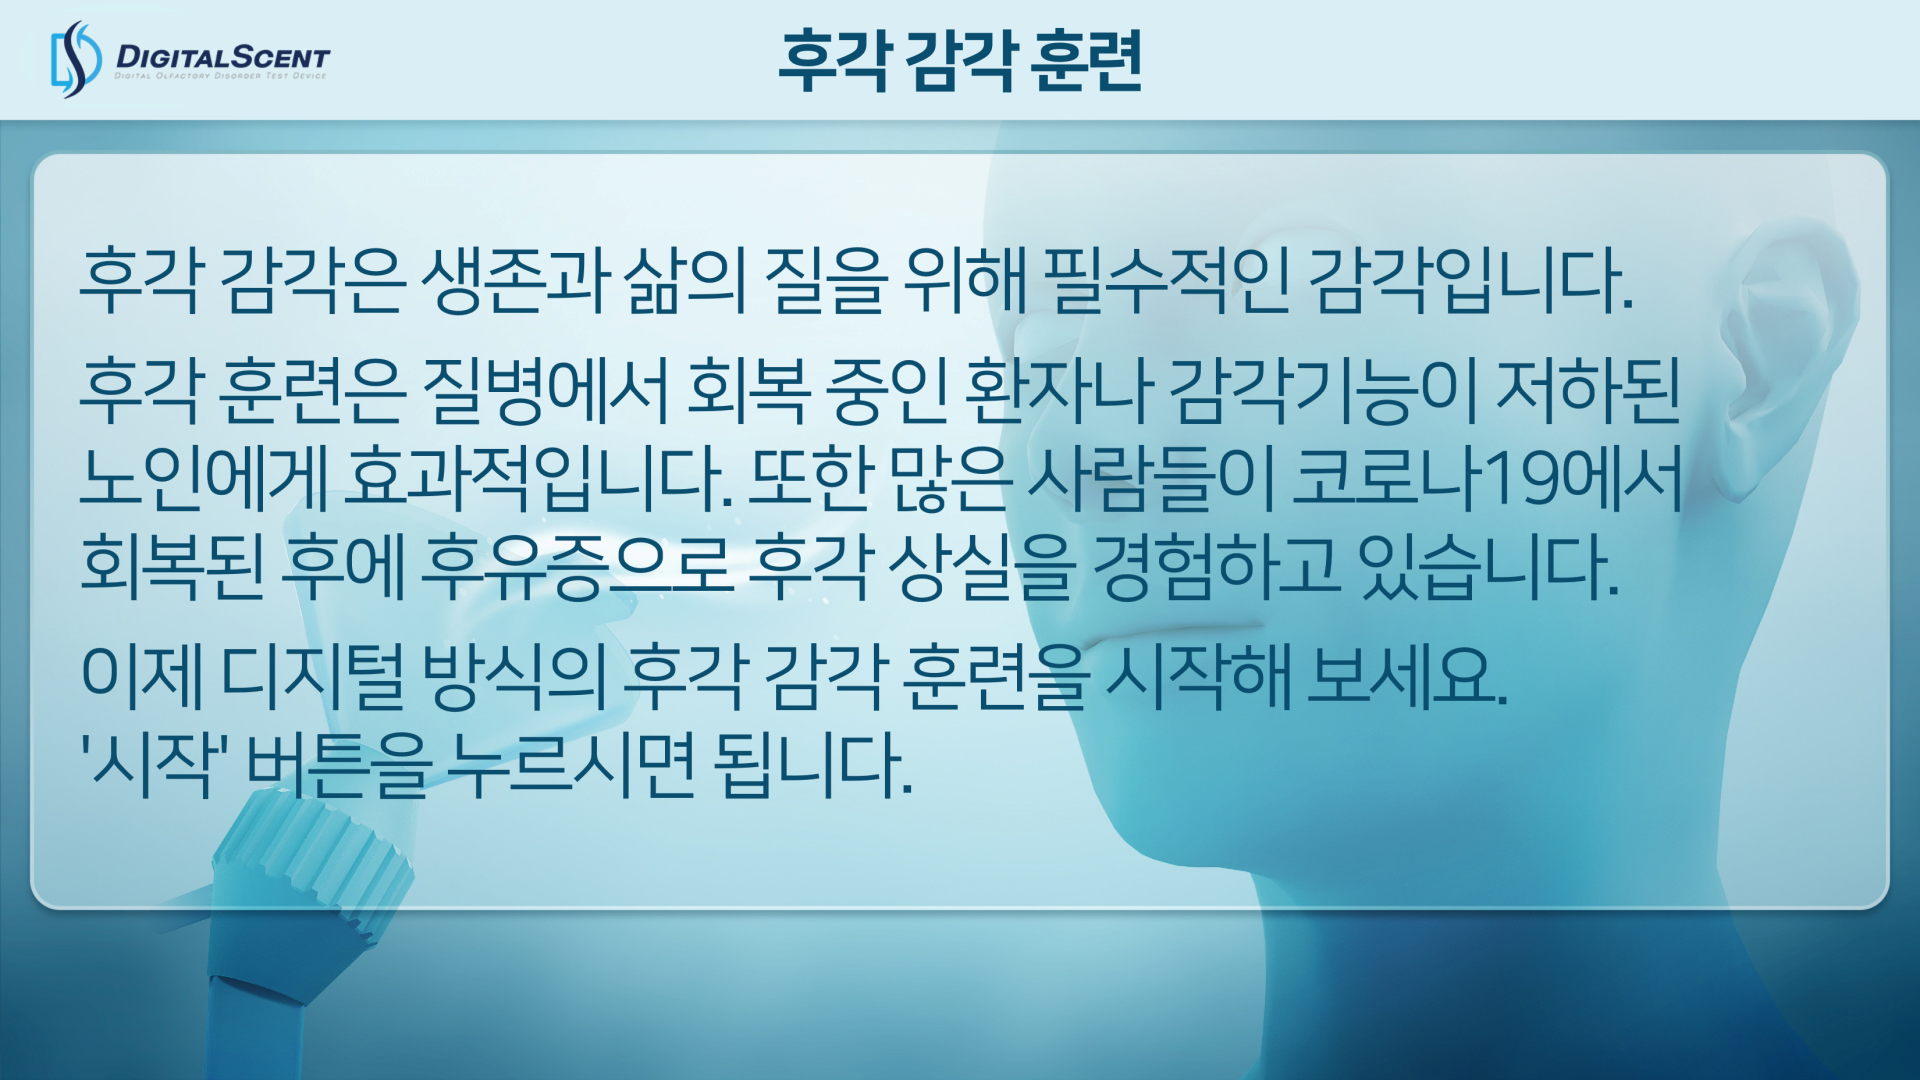 DIGITALSCENT
DIGITAL OLFACTORY DISORDER TEST DEVICE
후각 감각 훈련
후각 감각은 생존과 삶의 질을 위해 필수적인 감각입니다.
후각 훈련은 질병에서 회복 중인 환자나 감각기능이 저하된
노인에게 효과적입니다. 또한 많은 사람들이 코로나19에서
회복된 후에 후유증으로 후각 상실을 경험하고 있습니다.
이제 디지털 방식의 후각 감각 훈련을 시작해 보세요.
'시작' 버튼을 누르시면 됩니다.